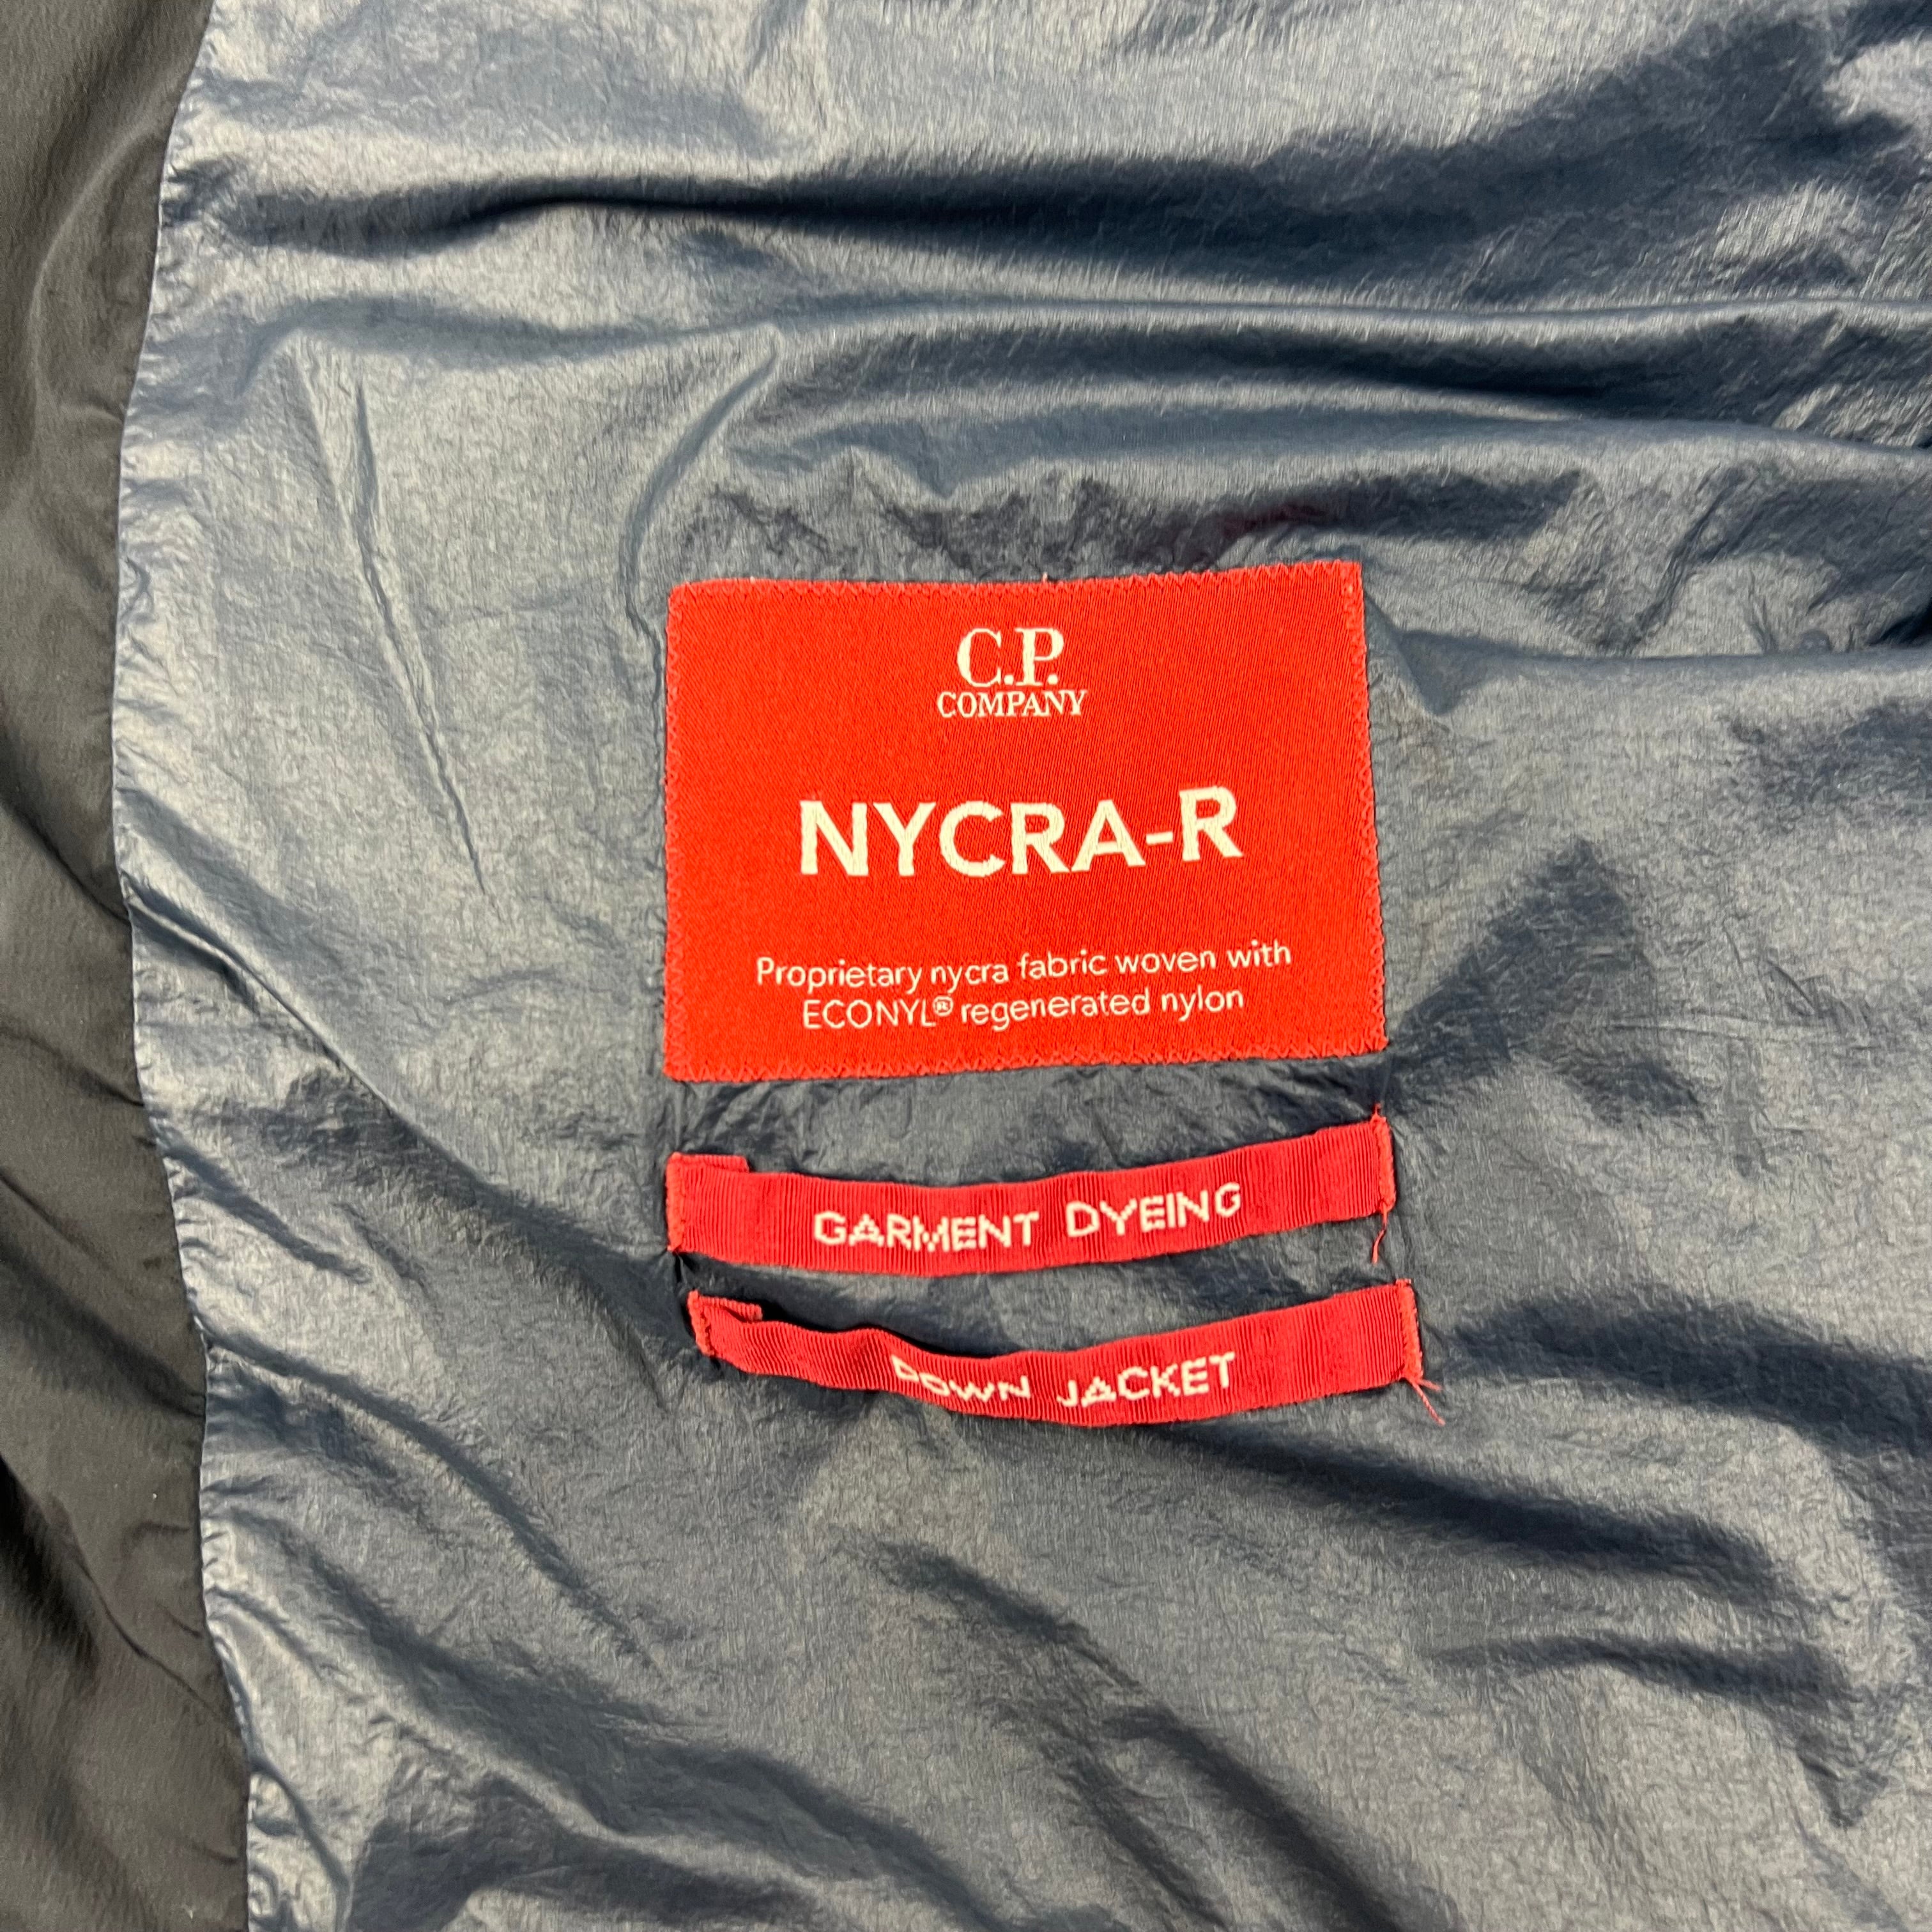 C.P.
COMPANY
NYCRA-R
Proprietary nycra fabric woven with
ECONYL® regenerated nylon
GARMENT DYEING
DOWN JACKET